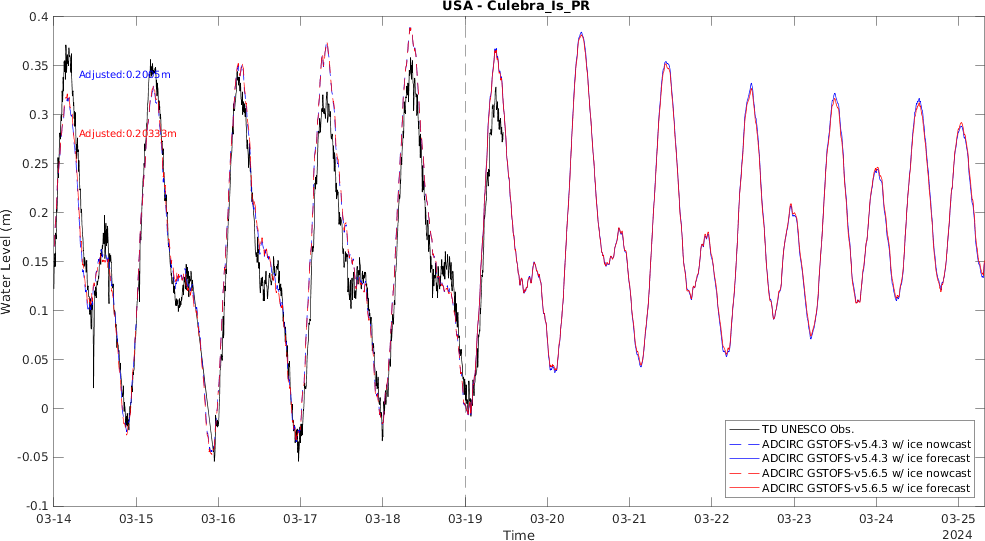 USA - Culebra_Is_PR
0.4
0.35
0.3
0.25
0.2
0.15
0.1
0.05
0
-0.05
-0.1
Water Level (m)
Adjusted:0.2005m
Adjusted:0.20333m
TD UNESCO Obs.
ADCIRC GSTOFS-v5.4.3 w/ ice nowcast
ADCIRC GSTOFS-v5.4.3 w/ ice forecast
ADCIRC GSTOFS-v5.6.5 w/ ice nowcast
ADCIRC GSTOFS-v5.6.5 w/ ice forecast
03-14 03-15 03-16 03-17 03-18 03-19 03-20 03-21 03-22 03-23 03-24 03-25
Time
2024